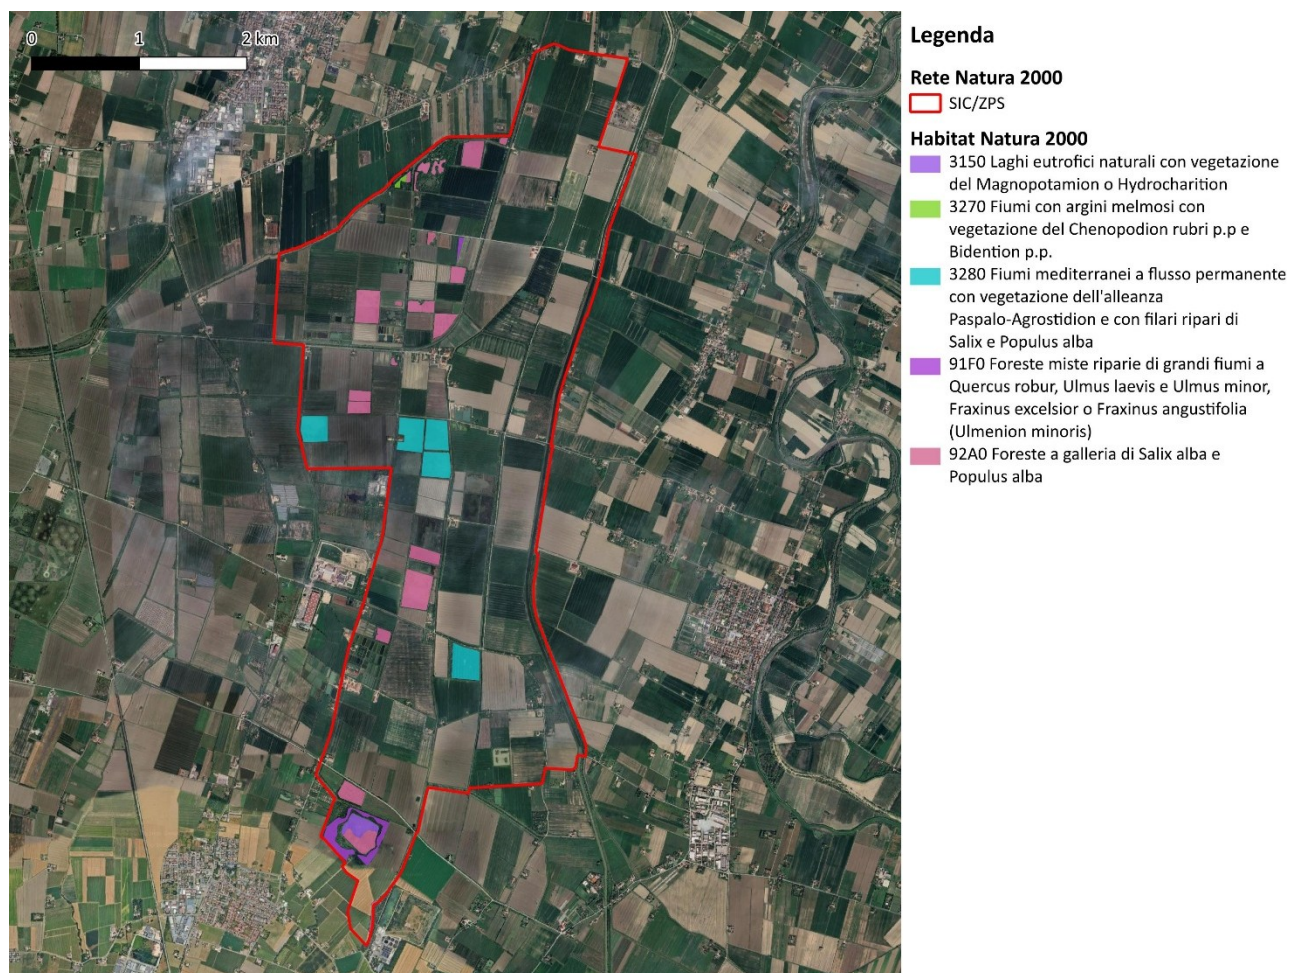 0 1 2 km
Legenda
Rete Natura 2000
SIC/ZPS
Habitat Natura 2000
3150 Laghi eutrofici naturali con vegetazione
del Magnopotamion o Hydrocharition
3270 Fiumi con argini melmosi con
vegetazione del Chenopodion rubri p.p e
Bidention p.p.
3280 Fiumi mediterranei a flusso permanente
con vegetazione dell'alleanza
Paspalo-Agrostidion e con filari ripari di
Salix e Populus alba
91F0 Foreste miste riparie di grandi fiumi a
Quercus robur, Ulmus laevis e Ulmus minor,
Fraxinus excelsior o Fraxinus angustifolia
(Ulmenion minoris)
92A0 Foreste a galleria di Salix alba e
Populus alba